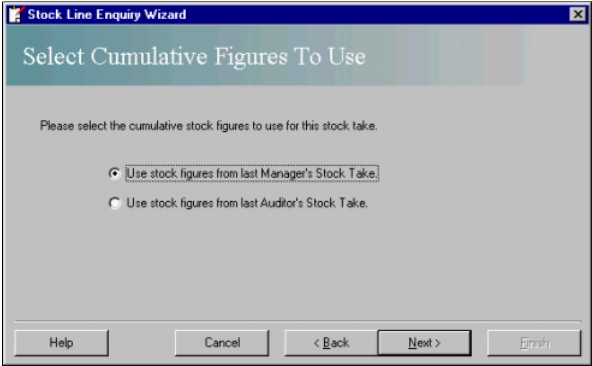 Stock Line Enquiry Wizard
Select Cumulative Figures To Use
Please select the cumulative stock figures to use for this stock take.
Use stock figures from last Manager's Stock Take.
Use stock figures from last Auditor's Stock Take.
Help Cancel < Back Next > Finish